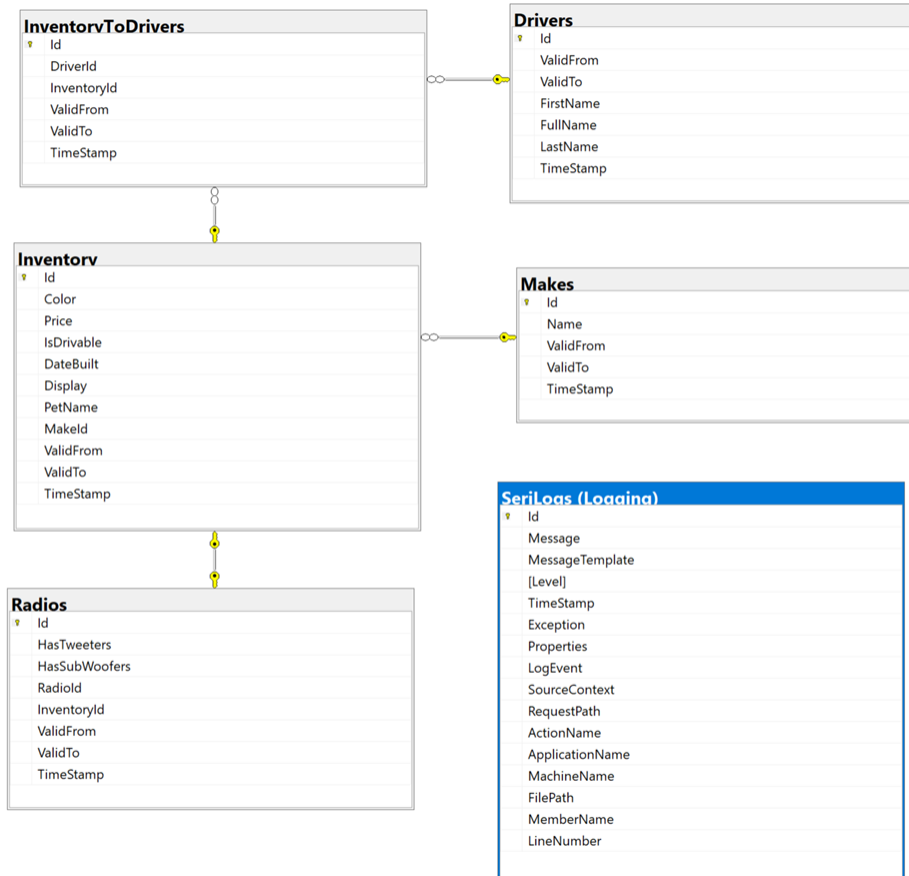 InventoryToDrivers
Id
DriverId
InventoryId
ValidFrom
ValidTo
TimeStamp
Drivers
Id
ValidFrom
ValidTo
FirstName
FullName
LastName
TimeStamp
Inventory
Id
Color
Price
IsDrivable
DateBuilt
Display
PetName
MakeId
ValidFrom
ValidTo
TimeStamp
Makes
Id
Name
ValidFrom
ValidTo
TimeStamp
Radios
Id
HasTweeters
HasSubWoofers
RadioId
InventoryId
ValidFrom
ValidTo
TimeStamp
SeriLogs (Logging)
Id
Message
MessageTemplate
[Level]
TimeStamp
Exception
Properties
LogEvent
SourceContext
RequestPath
ActionName
ApplicationName
MachineName
FilePath
MemberName
LineNumber